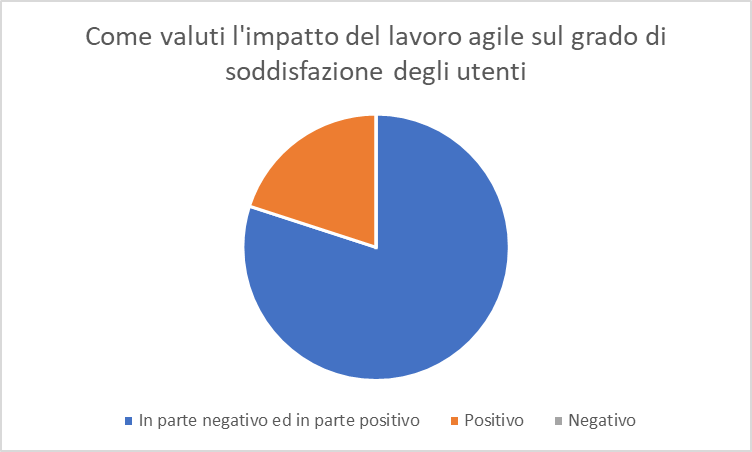 Come valuti l'impatto del lavoro agile sul grado di
soddisfazione degli utenti
In parte negativo ed in parte positivo
Positivo
Negativo